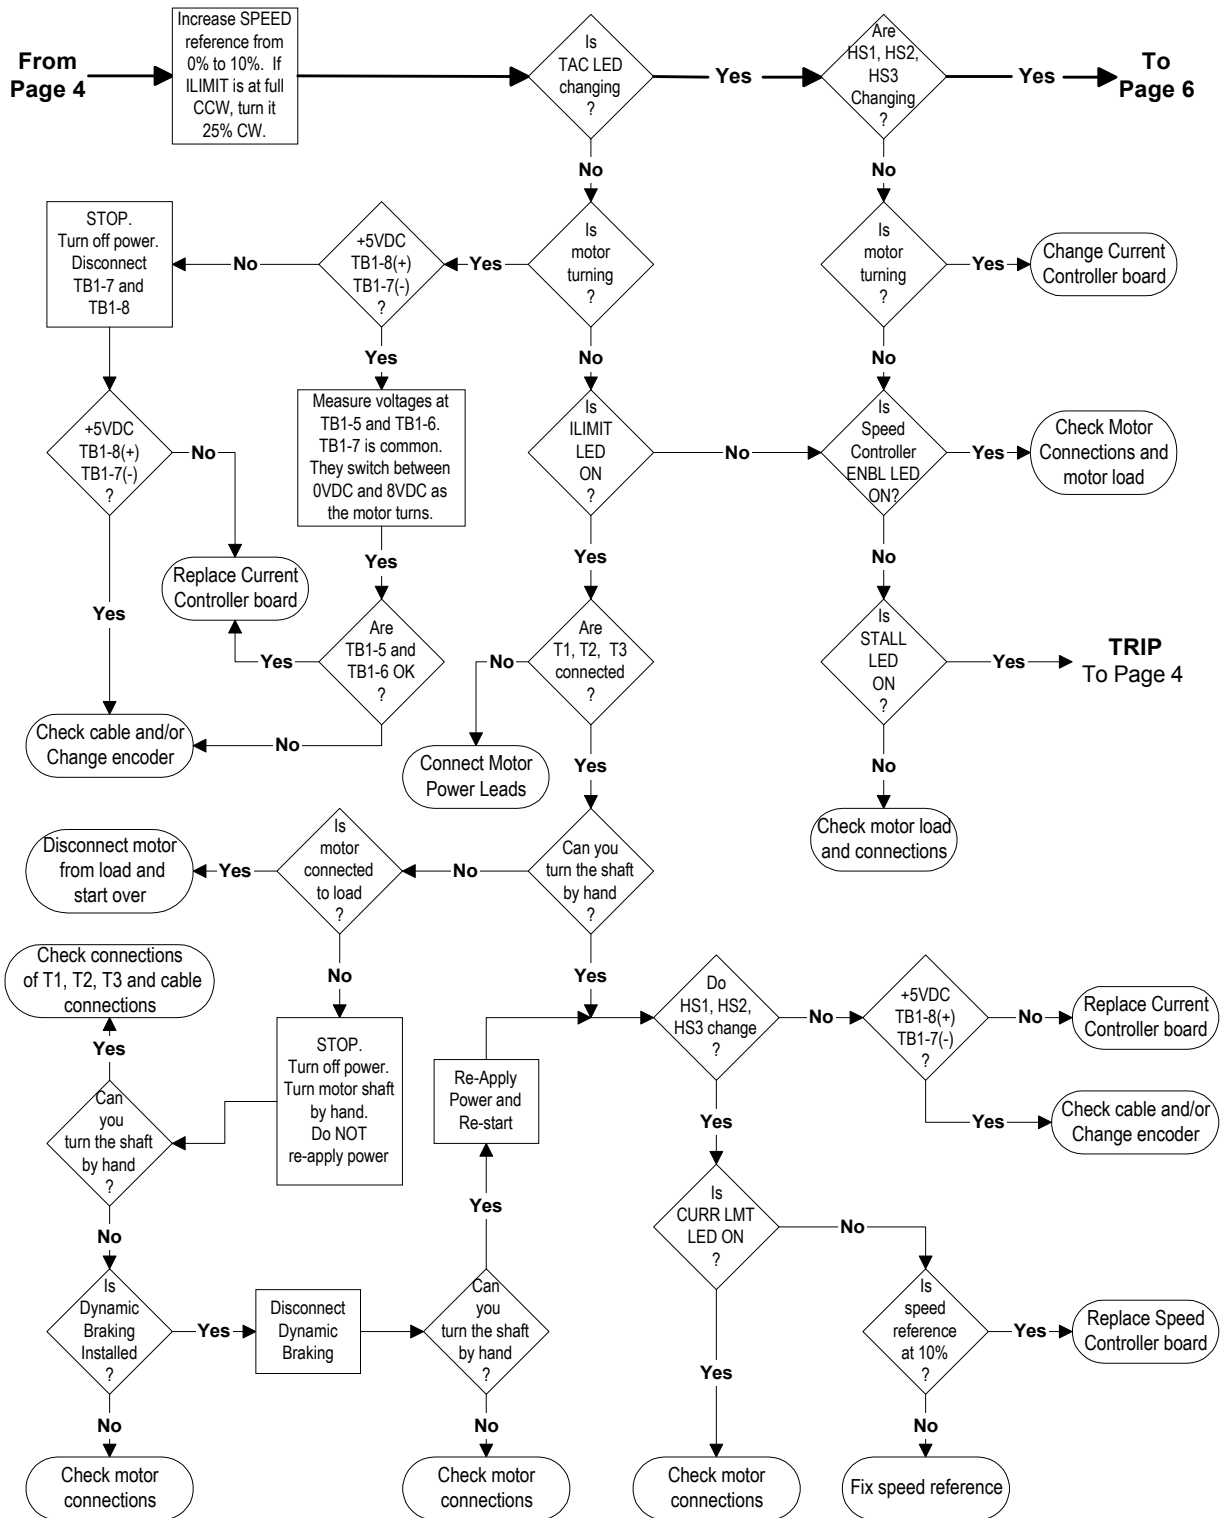 From
Page 4
Increase SPEED
reference from
0% to 10%. If
ILIMIT is at full
CCW, turn it
25% CW.
Is
TAC LED
changing
?
Yes
Are
HS1, HS2,
HS3
Changing
?
Yes
To
Page 6
No
No
STOP.
Turn off power.
Disconnect
TB1-7 and
TB1-8
No
+5VDC
TB1-8(+)
TB1-7(-)
?
Yes
Is
motor
turning
?
Is
motor
turning
?
Yes
Change Current
Controller board
Yes
No
No
+5VDC
TB1-8(+)
TB1-7(-)
?
No
Measure voltages at
TB1-5 and TB1-6.
TB1-7 is common.
They switch between
0VDC and 8VDC as
the motor turns.
Is
ILIMIT
LED
ON
?
No
Is
Speed
Controller
ENBL LED
ON?
Yes
Check Motor
Connections and
motor load
Yes
Yes
No
Replace Current
Controller board
Yes
Yes
Are
TB1-5 and
TB1-6 OK
?
No
Are
T1, T2, T3
connected
?
Is
STALL
LED
ON
?
Yes
TRIP
To Page 4
Check cable and/or
Change encoder
No
Connect Motor
Power Leads
Yes
No
Check motor load
and connections
Disconnect motor
from load and
start over
Yes
Is
motor
connected
to load
?
No
Can you
turn the shaft
by hand
?
Check connections
of T1, T2, T3 and cable
connections
No
Yes
Yes
STOP.
Turn off power.
Turn motor shaft
by hand.
Do NOT
re-apply power
Re-Apply
Power and
Re-start
Do
HS1, HS2,
HS3 change
?
No
+5VDC
TB1-8(+)
TB1-7(-)
?
No
Replace Current
Controller board
Can
you
turn the shaft
by hand
?
Yes
Yes
Check cable and/or
Change encoder
No
Yes
Is
CURR LMT
LED ON
?
No
Is
Dynamic
Braking
Installed
?
Yes
Disconnect
Dynamic
Braking
Can
you
turn the shaft
by hand
?
Is
speed
reference
at 10%
?
Yes
Replace Speed
Controller board
Yes
No
No
No
Check motor
connections
Check motor
connections
Check motor
connections
Fix speed reference